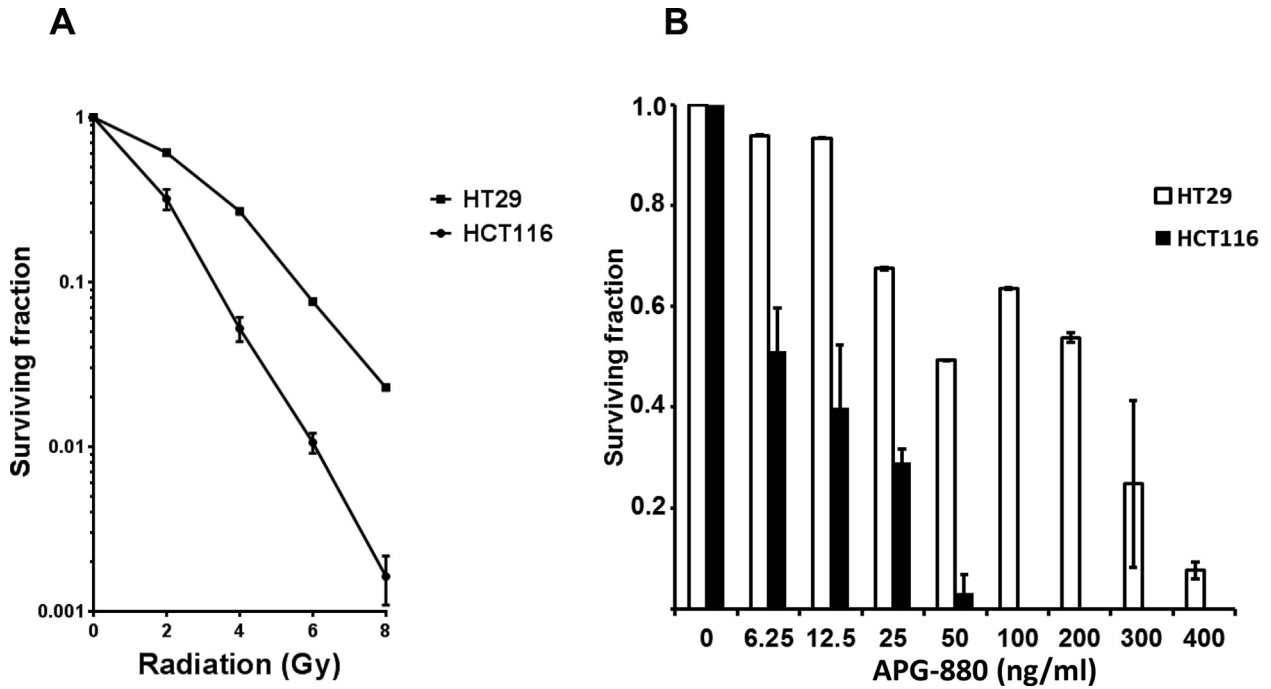 A
Surviving fraction
1
0.1
0.01
0.001
0 2 4 6 8
Radiation (Gy)
HT29
HCT116
B
Surviving fraction
1.0
0.8
0.6
0.4
0.2
0 6.25 12.5 25 50 100 200 300 400
APG-880 (ng/ml)
HT29
HCT116